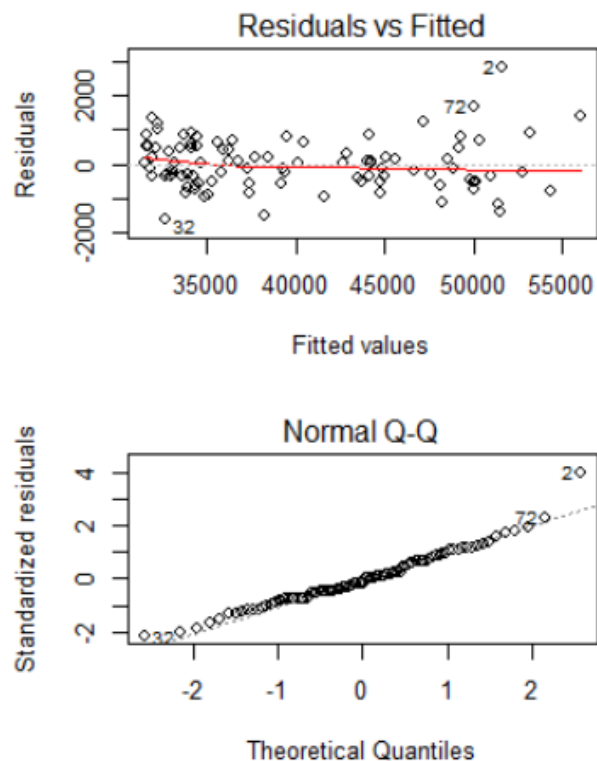 Residuals vs Fitted
Residuals
2000
0
-2000
2
72
32
35000 40000 45000 50000 55000
Fitted values
Normal Q-Q
Standardized residuals
4
2
0
-2
2
72
32
-2 -1 0 1 2
Theoretical Quantiles